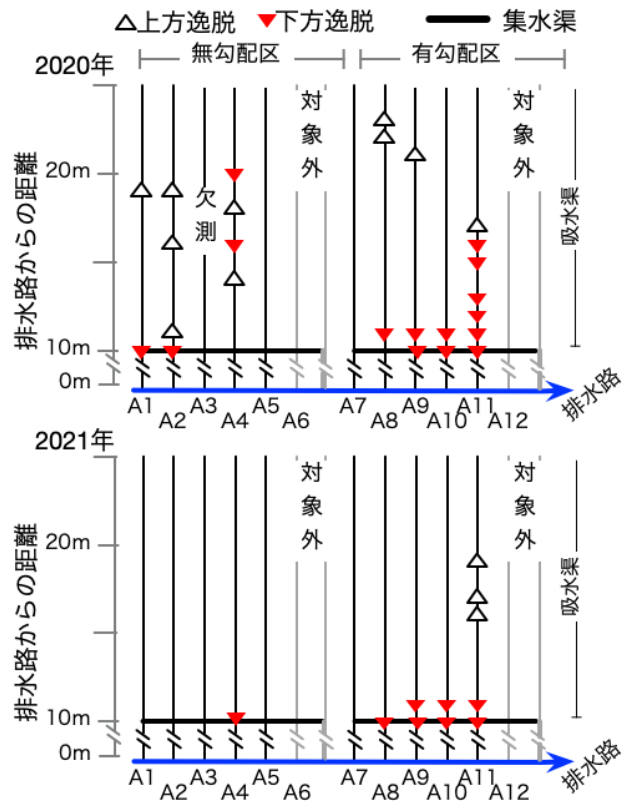 上方逸脱 下方逸脱 集水渠
無勾配区 有勾配区
2020年
排水路からの距離
20m
10m
0m
欠測
対象外
対象外
吸水渠
排水路
A1 A2 A3 A4 A5 A6 A7 A8 A9 A10 A11 A12
2021年
排水路からの距離
20m
10m
0m
対象外
対象外
吸水渠
排水路
A1 A2 A3 A4 A5 A6 A7 A8 A9 A10 A11 A12